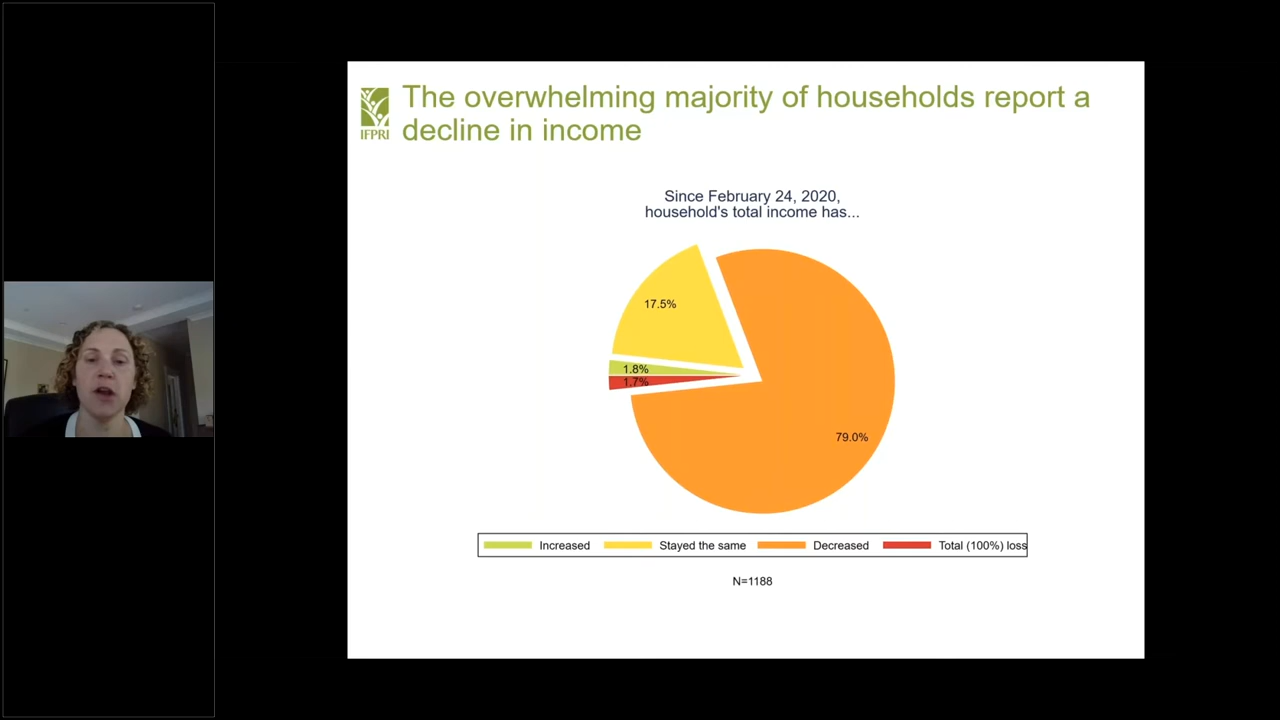 The overwhelming majority of households report a
decline in income
IFPRI
Since February 24, 2020,
household's total income has...
17.5%
1.8%
1.7%
79.0%
Increased Stayed the same Decreased Total (100%) loss
N=1188